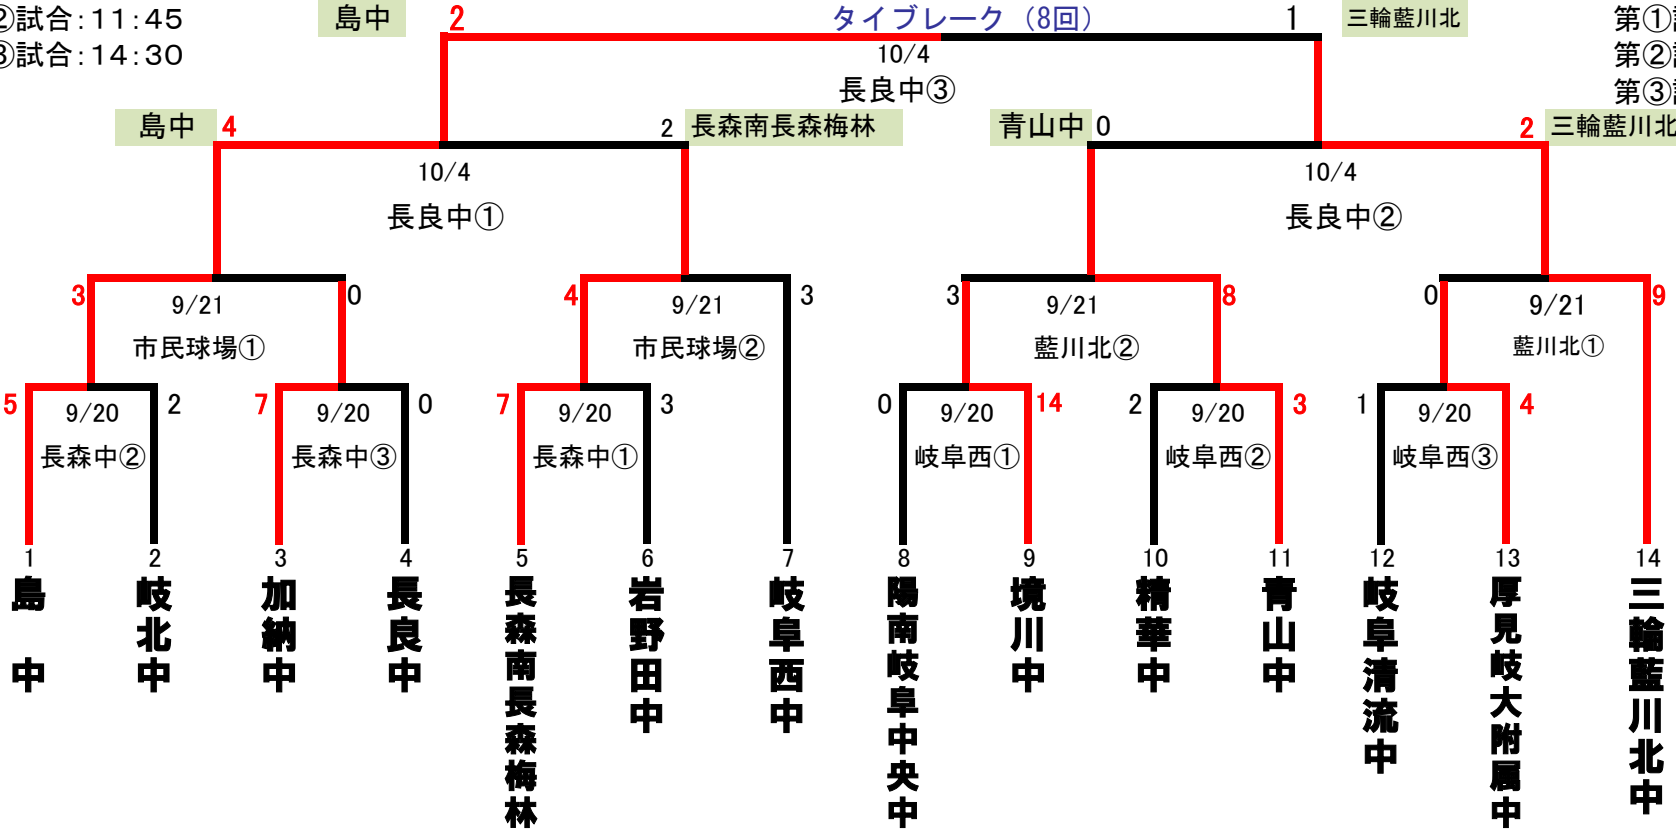 ②試合：11：45
③試合：14：30
島中
2
タイブレーク（8回）
1
三輪藍川北
10/4
長良中③
第①
第②
第③
島中
4
2
長森南長森梅林
青山中
0
2
三輪藍川北
10/4
長良中①
10/4
長良中②
3
0
9/21
市民球場①
4
3
9/21
市民球場②
3
8
9/21
藍川北②
0
9
9/21
藍川北①
5
2
9/20
長森中②
7
0
9/20
長森中③
7
3
9/20
長森中①
0
14
9/20
岐阜西①
2
3
9/20
岐阜西②
1
4
9/20
岐阜西③
1
島　中
2
岐北中
3
加納中
4
長良中
5
長森南長森梅林
6
岩野田中
7
岐阜西中
8
陽南岐阜中央中
9
境川中
10
精華中
11
青山中
12
岐阜清流中
13
厚見岐大附属中
14
三輪藍川北中